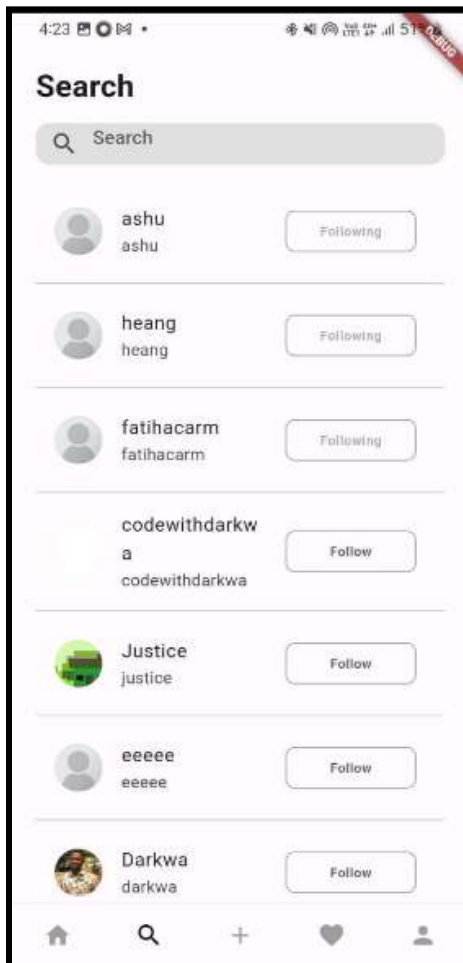 4:23
DEBUG
Search
Search
ashu
ashu
Following
heang
heang
Following
fatihacarm
fatihacarm
Following
codewithdarkw
a
codewithdarkwa
Follow
Justice
justice
Follow
eeeee
eeeee
Follow
Darkwa
darkwa
Follow